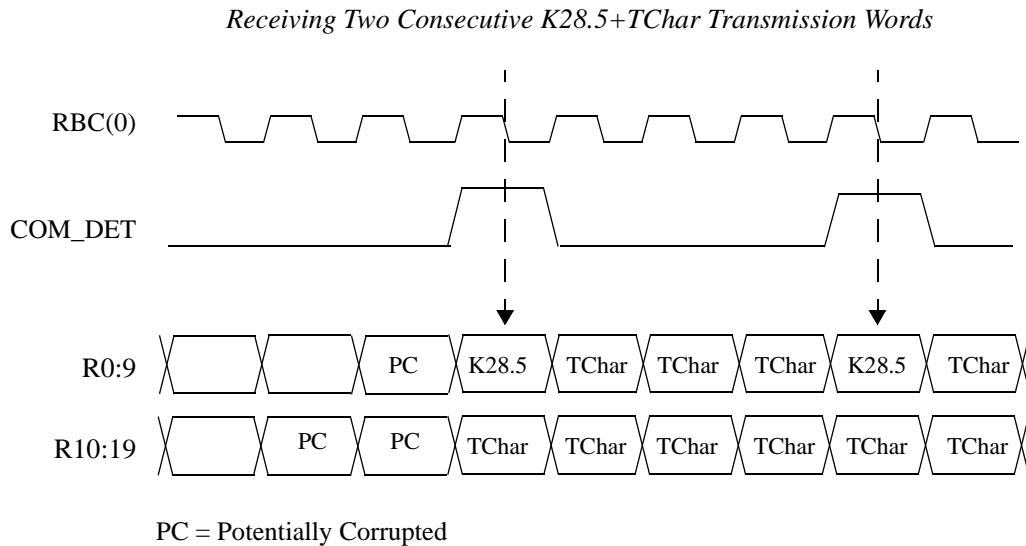 Receiving Two Consecutive K28.5+TChar Transmission Words
RBC(0)
COM_DET
R0:9 PC K28.5 TChar TChar TChar K28.5 TChar
R10:19 PC PC TChar TChar TChar TChar TChar TChar
PC = Potentially Corrupted